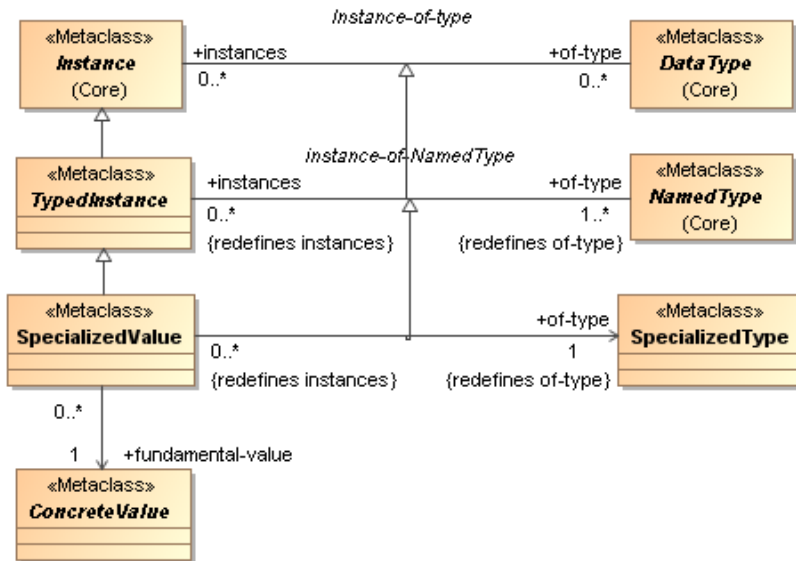 Instance-of-type
«Metaclass»
Instance
(Core)
+instances
0..*
+of-type
0..*
«Metaclass»
DataType
(Core)
instance-of-NamedType
«Metaclass»
TypedInstance
+instances
0..*
{redefines instances}
+of-type
1..*
{redefines of-type}
«Metaclass»
NamedType
(Core)
«Metaclass»
SpecializedValue
0..*
{redefines instances}
+of-type
1
{redefines of-type}
«Metaclass»
SpecializedType
0..*
1
+fundamental-value
«Metaclass»
ConcreteValue